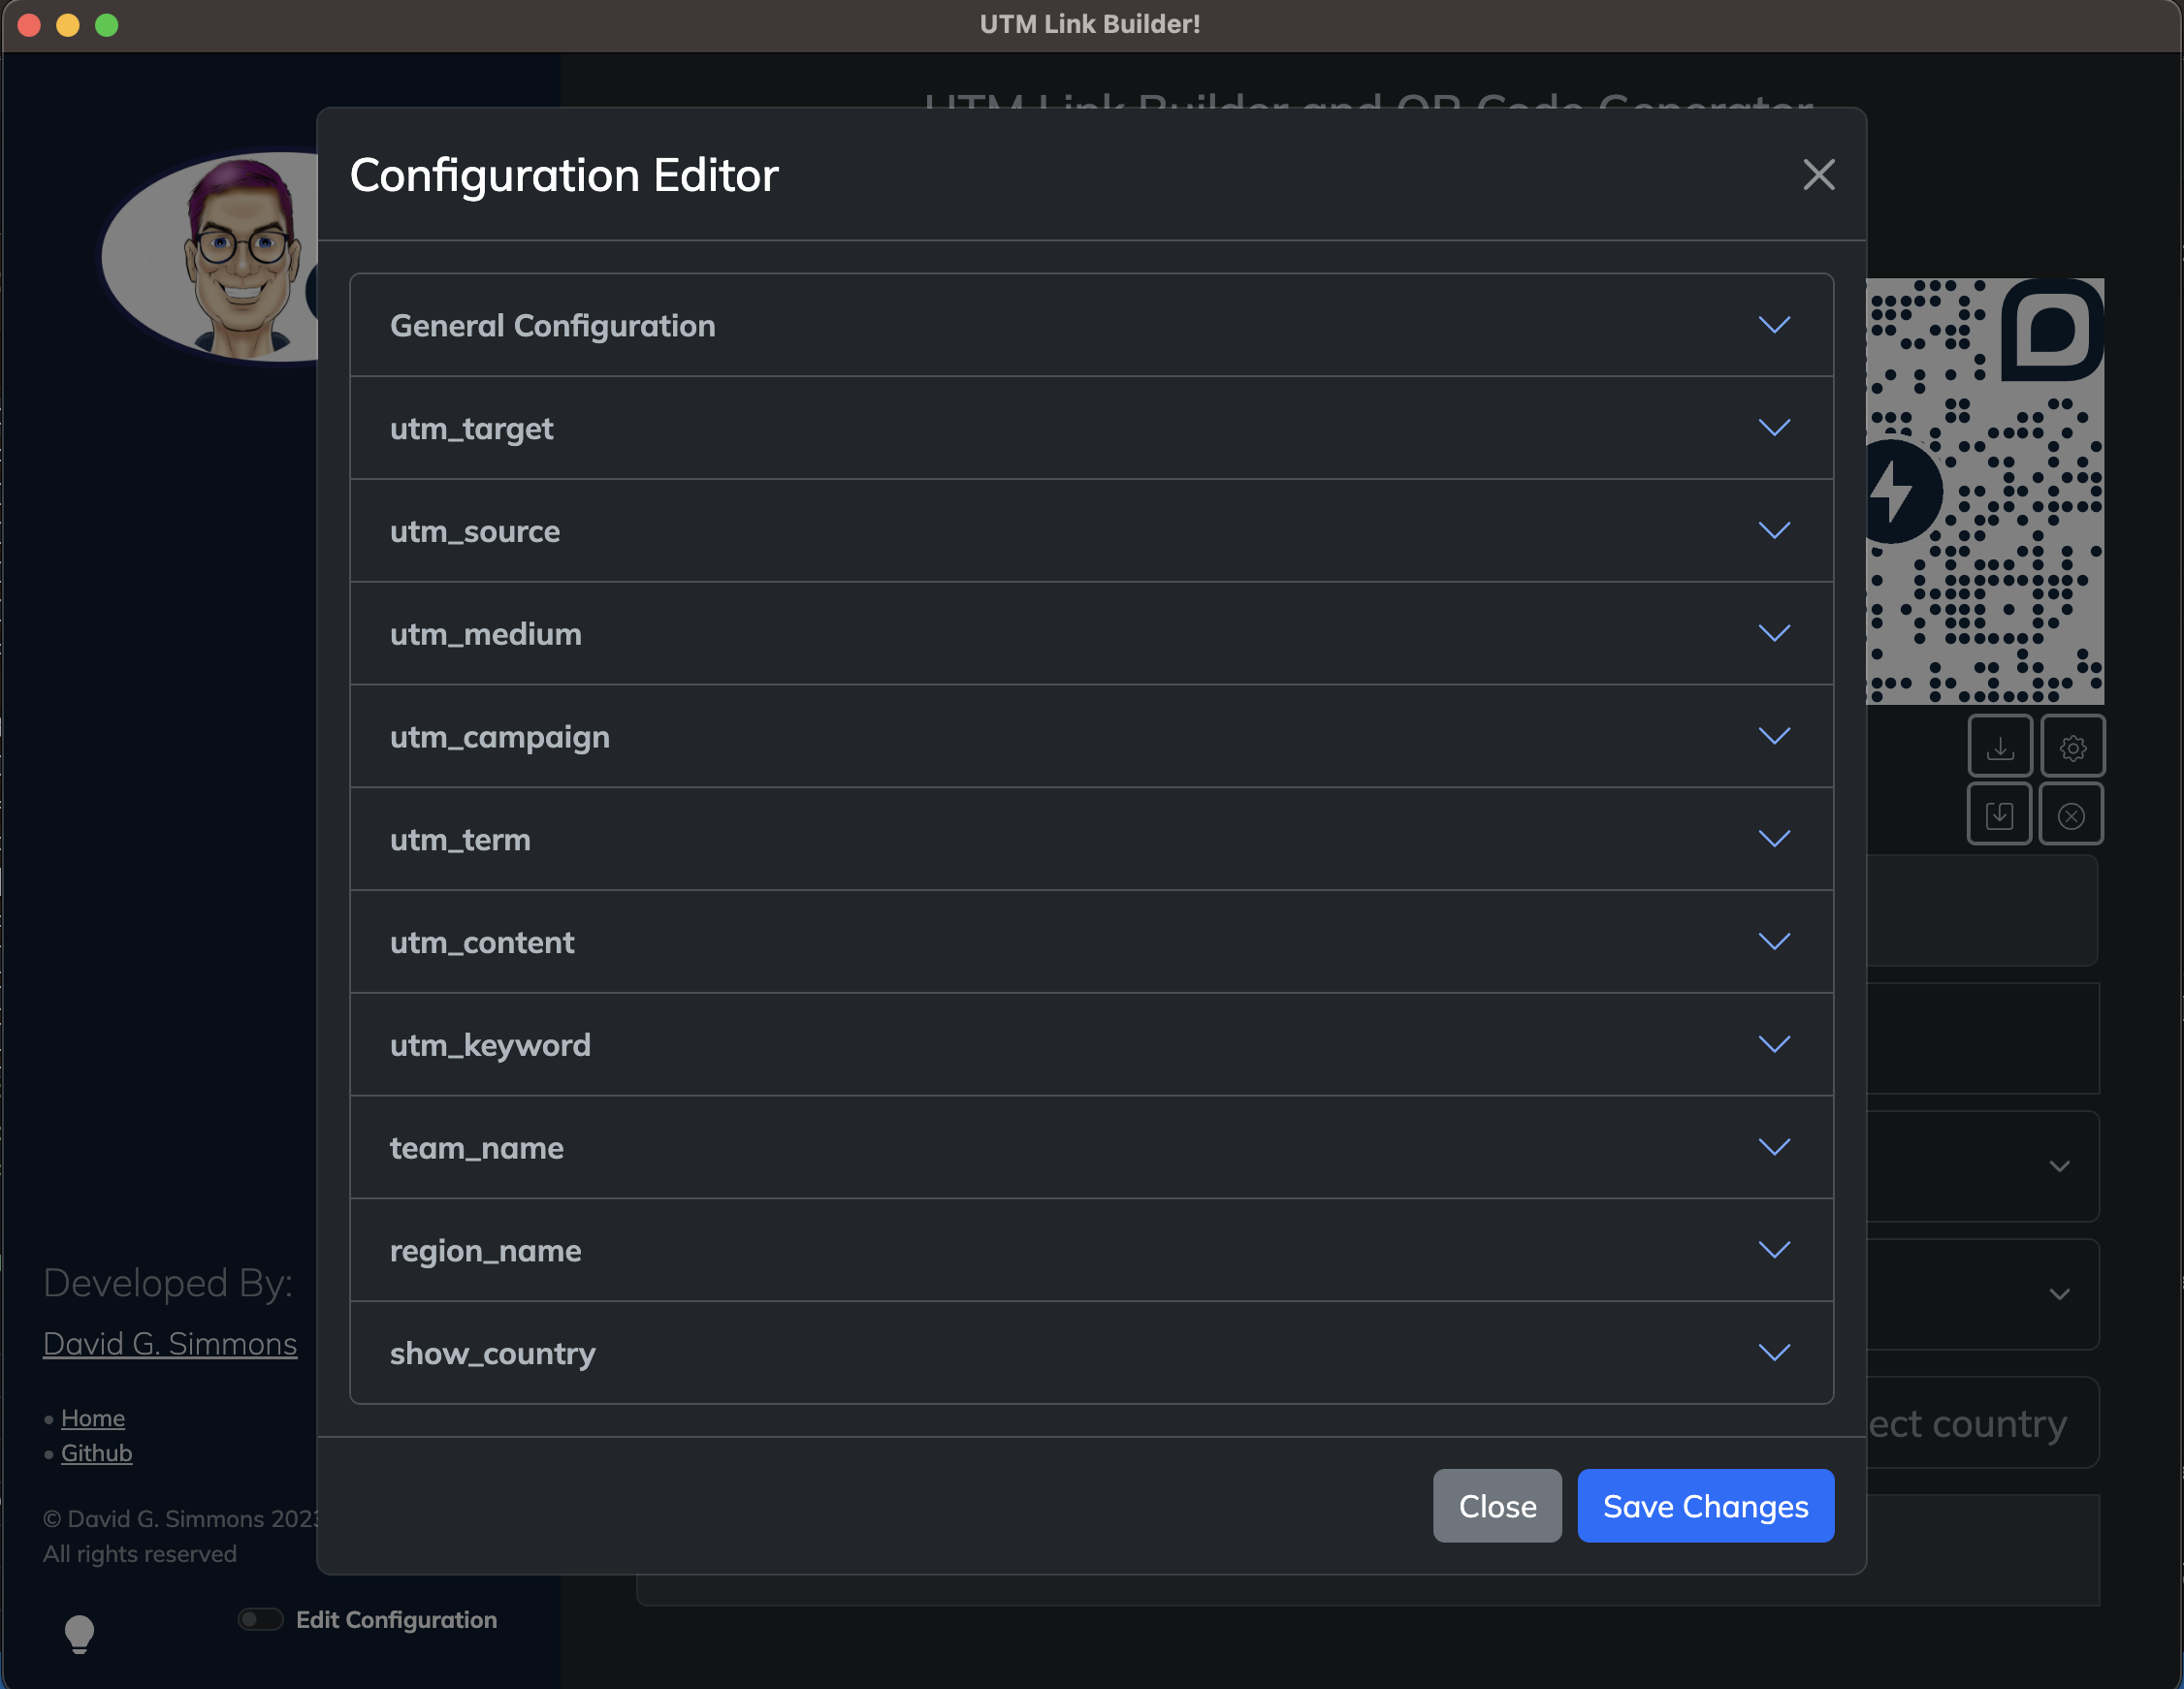 UTM Link Builder!
UTM Link Builder and QR Code Generator
Configuration Editor
General Configuration
utm_target
utm_source
utm_medium
utm_campaign
utm_term
utm_content
utm_keyword
team_name
region_name
show_country
ect country
Close
Save Changes
Developed By:
David G. Simmons
Home
Github
© David G. Simmons 2023
All rights reserved
Edit Configuration